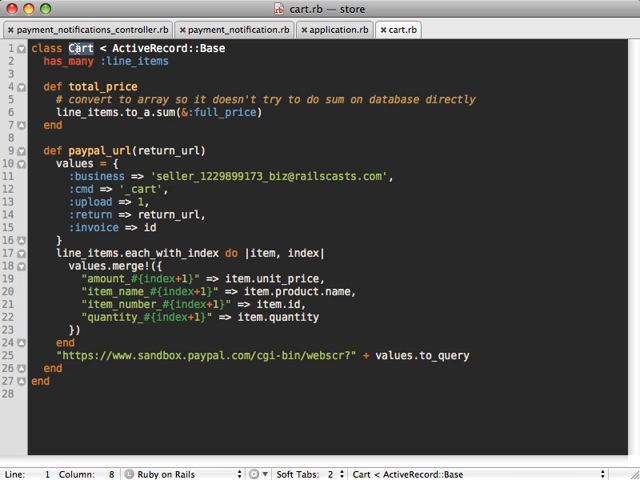 cart.rb — store
payment_notifications_controller.rb payment_notification.rb application.rb cart.rb
1 class Cart < ActiveRecord::Base
2 has_many :line_items
3
4 def total_price
5 # convert to array so it doesn't try to do sum on database directly
6 line_items.to_a.sum(&:full_price)
7 end
8
9 def paypal_url(return_url)
10 values = {
11 :business => 'seller_1229899173_biz@railscasts.com',
12 :cmd => '_cart',
13 :upload => 1,
14 :return => return_url,
15 :invoice => id
16 }
17 line_items.each_with_index do |item, index|
18 values.merge!({
19 "amount_#{index+1}" => item.unit_price,
20 "item_name_#{index+1}" => item.product.name,
21 "item_number_#{index+1}" => item.id,
22 "quantity_#{index+1}" => item.quantity
23 })
24 end
25 "https://www.sandbox.paypal.com/cgi-bin/webscr?" + values.to_query
26 end
27 end
28
Line: 1 Column: 8 Ruby on Rails Soft Tabs: 2 Cart < ActiveRecord::Base